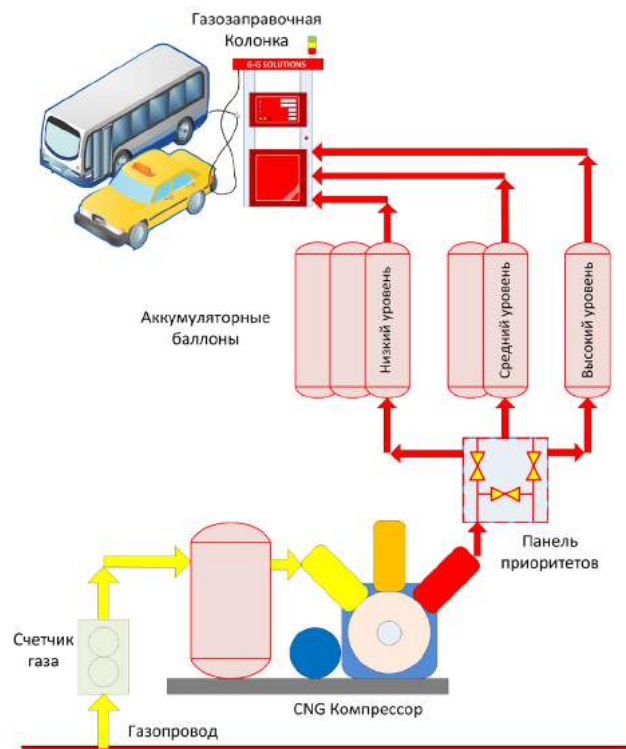 Газозаправочная
Колонка
G-G SOLUTIONS
Аккумуляторные
баллоны
Низкий уровень
Средний уровень
Высокий уровень
Панель
приоритетов
Счетчик
газа
CNG Компрессор
Газопровод